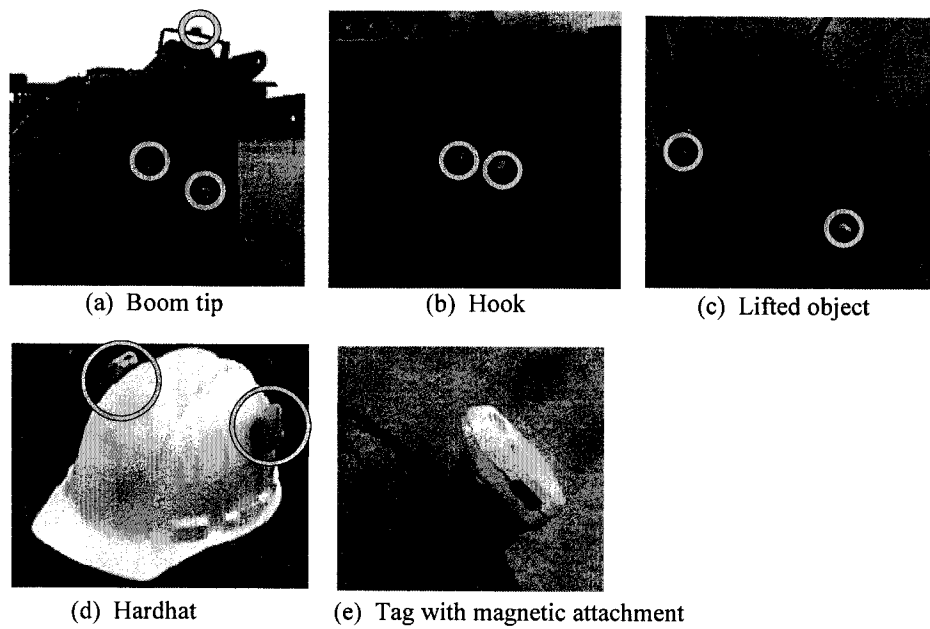 (a) Boom tip
(b) Hook
(c) Lifted object
(d) Hardhat
(e) Tag with magnetic attachment